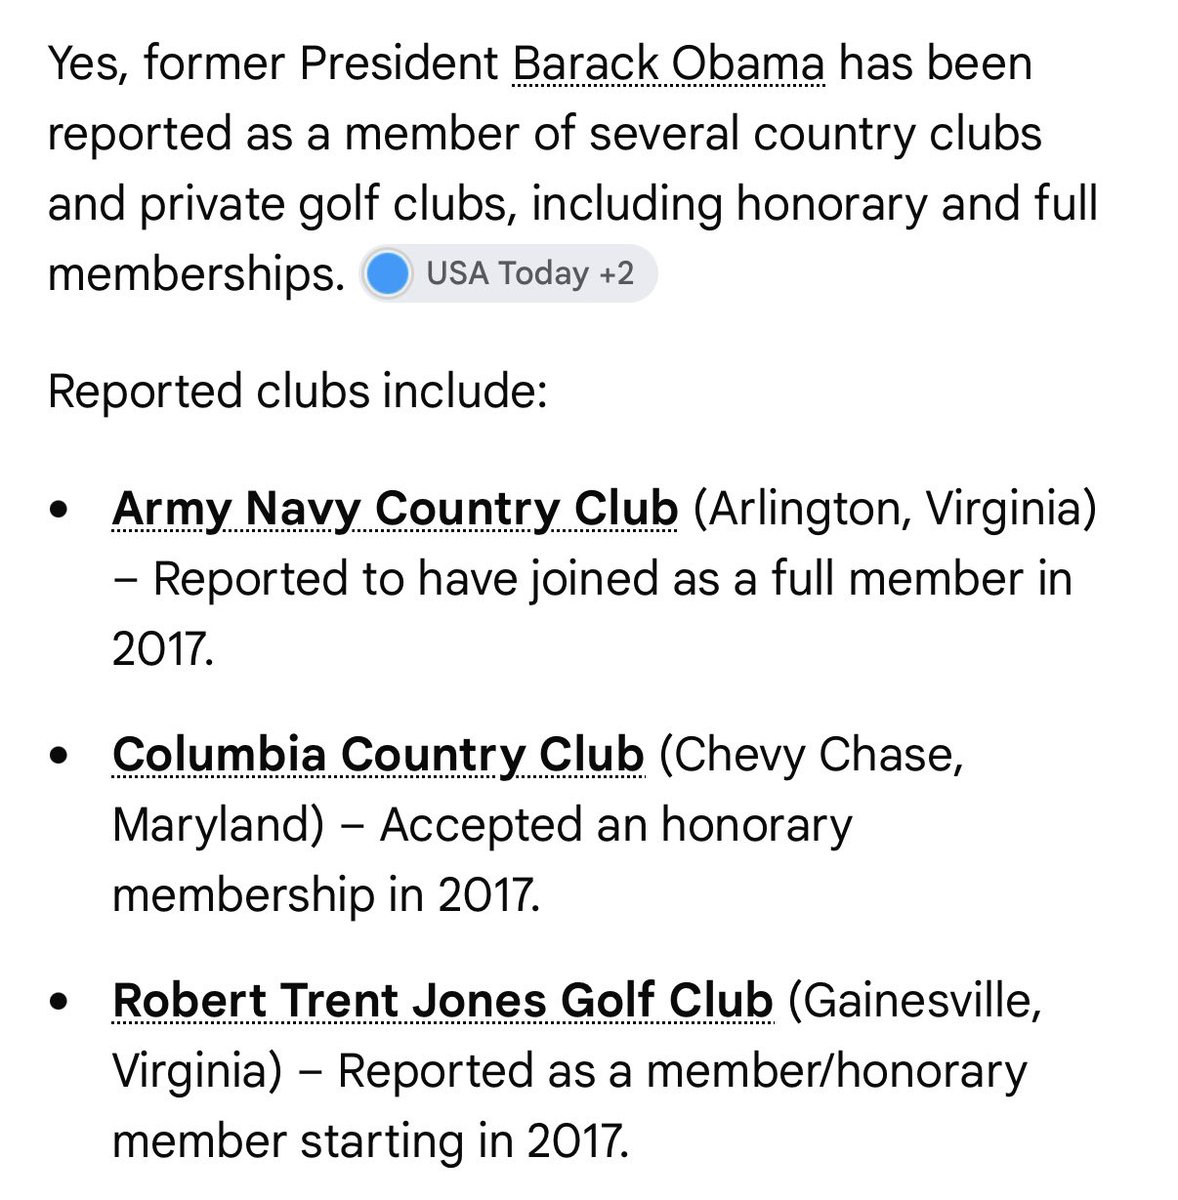 Yes, former President Barack Obama has been
reported as a member of several country clubs
and private golf clubs, including honorary and full
memberships. USA Today +2
Reported clubs include:
• Army Navy Country Club (Arlington, Virginia)
– Reported to have joined as a full member in
2017.
• Columbia Country Club (Chevy Chase,
Maryland) – Accepted an honorary
membership in 2017.
• Robert Trent Jones Golf Club (Gainesville,
Virginia) – Reported as a member/honorary
member starting in 2017.